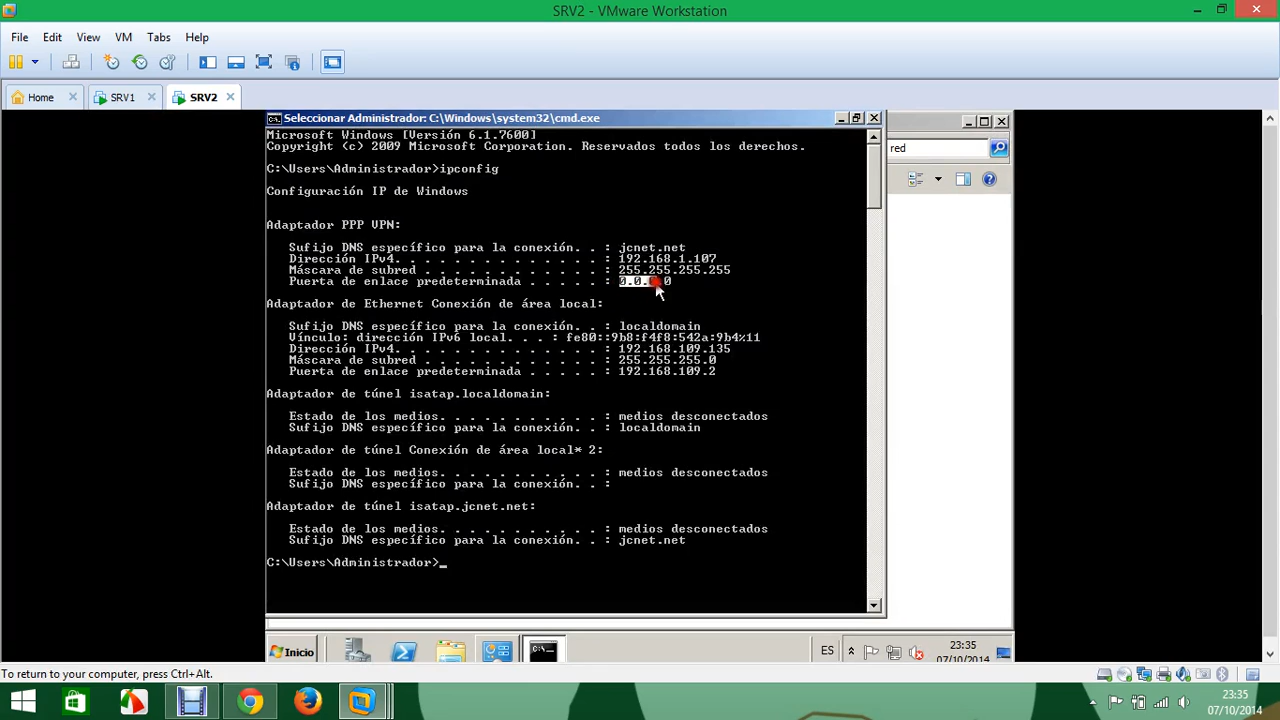 SRV2 - VMware Workstation
File Edit View VM Tabs Help
Home SRV1 SRV2
Seleccionar Administrador: C:\Windows\system32\cmd.exe
Microsoft Windows [Versión 6.1.7600]
Copyright (c) 2009 Microsoft Corporation. Reservados todos los derechos.
red
C:\Users\Administrador>ipconfig
Configuración IP de Windows
Adaptador PPP VPN:
Sufijo DNS específico para la conexión. . : jcnet.net
Dirección IPv4. . . . . . . . . . . . . . : 192.168.1.107
Máscara de subred . . . . . . . . . . . . : 255.255.255.255
Puerta de enlace predeterminada . . . . . : 0.0.0.0
Adaptador de Ethernet Conexión de área local:
Sufijo DNS específico para la conexión. . : localdomain
Vínculo: dirección IPv6 local. . . : fe80::9b8:f4f8:542a:9b4%11
Dirección IPv4. . . . . . . . . . . . . . : 192.168.109.135
Máscara de subred . . . . . . . . . . . . : 255.255.255.0
Puerta de enlace predeterminada . . . . . : 192.168.109.2
Adaptador de túnel isatap.localdomain:
Estado de los medios. . . . . . . . . . . : medios desconectados
Sufijo DNS específico para la conexión. . : localdomain
Adaptador de túnel Conexión de área local* 2:
Estado de los medios. . . . . . . . . . . : medios desconectados
Sufijo DNS específico para la conexión. . :
Adaptador de túnel isatap.jcnet.net:
Estado de los medios. . . . . . . . . . . : medios desconectados
Sufijo DNS específico para la conexión. . : jcnet.net
C:\Users\Administrador>_
Inicio ES 23:35
07/10/2014
To return to your computer, press Ctrl+Alt.
23:35
07/10/2014